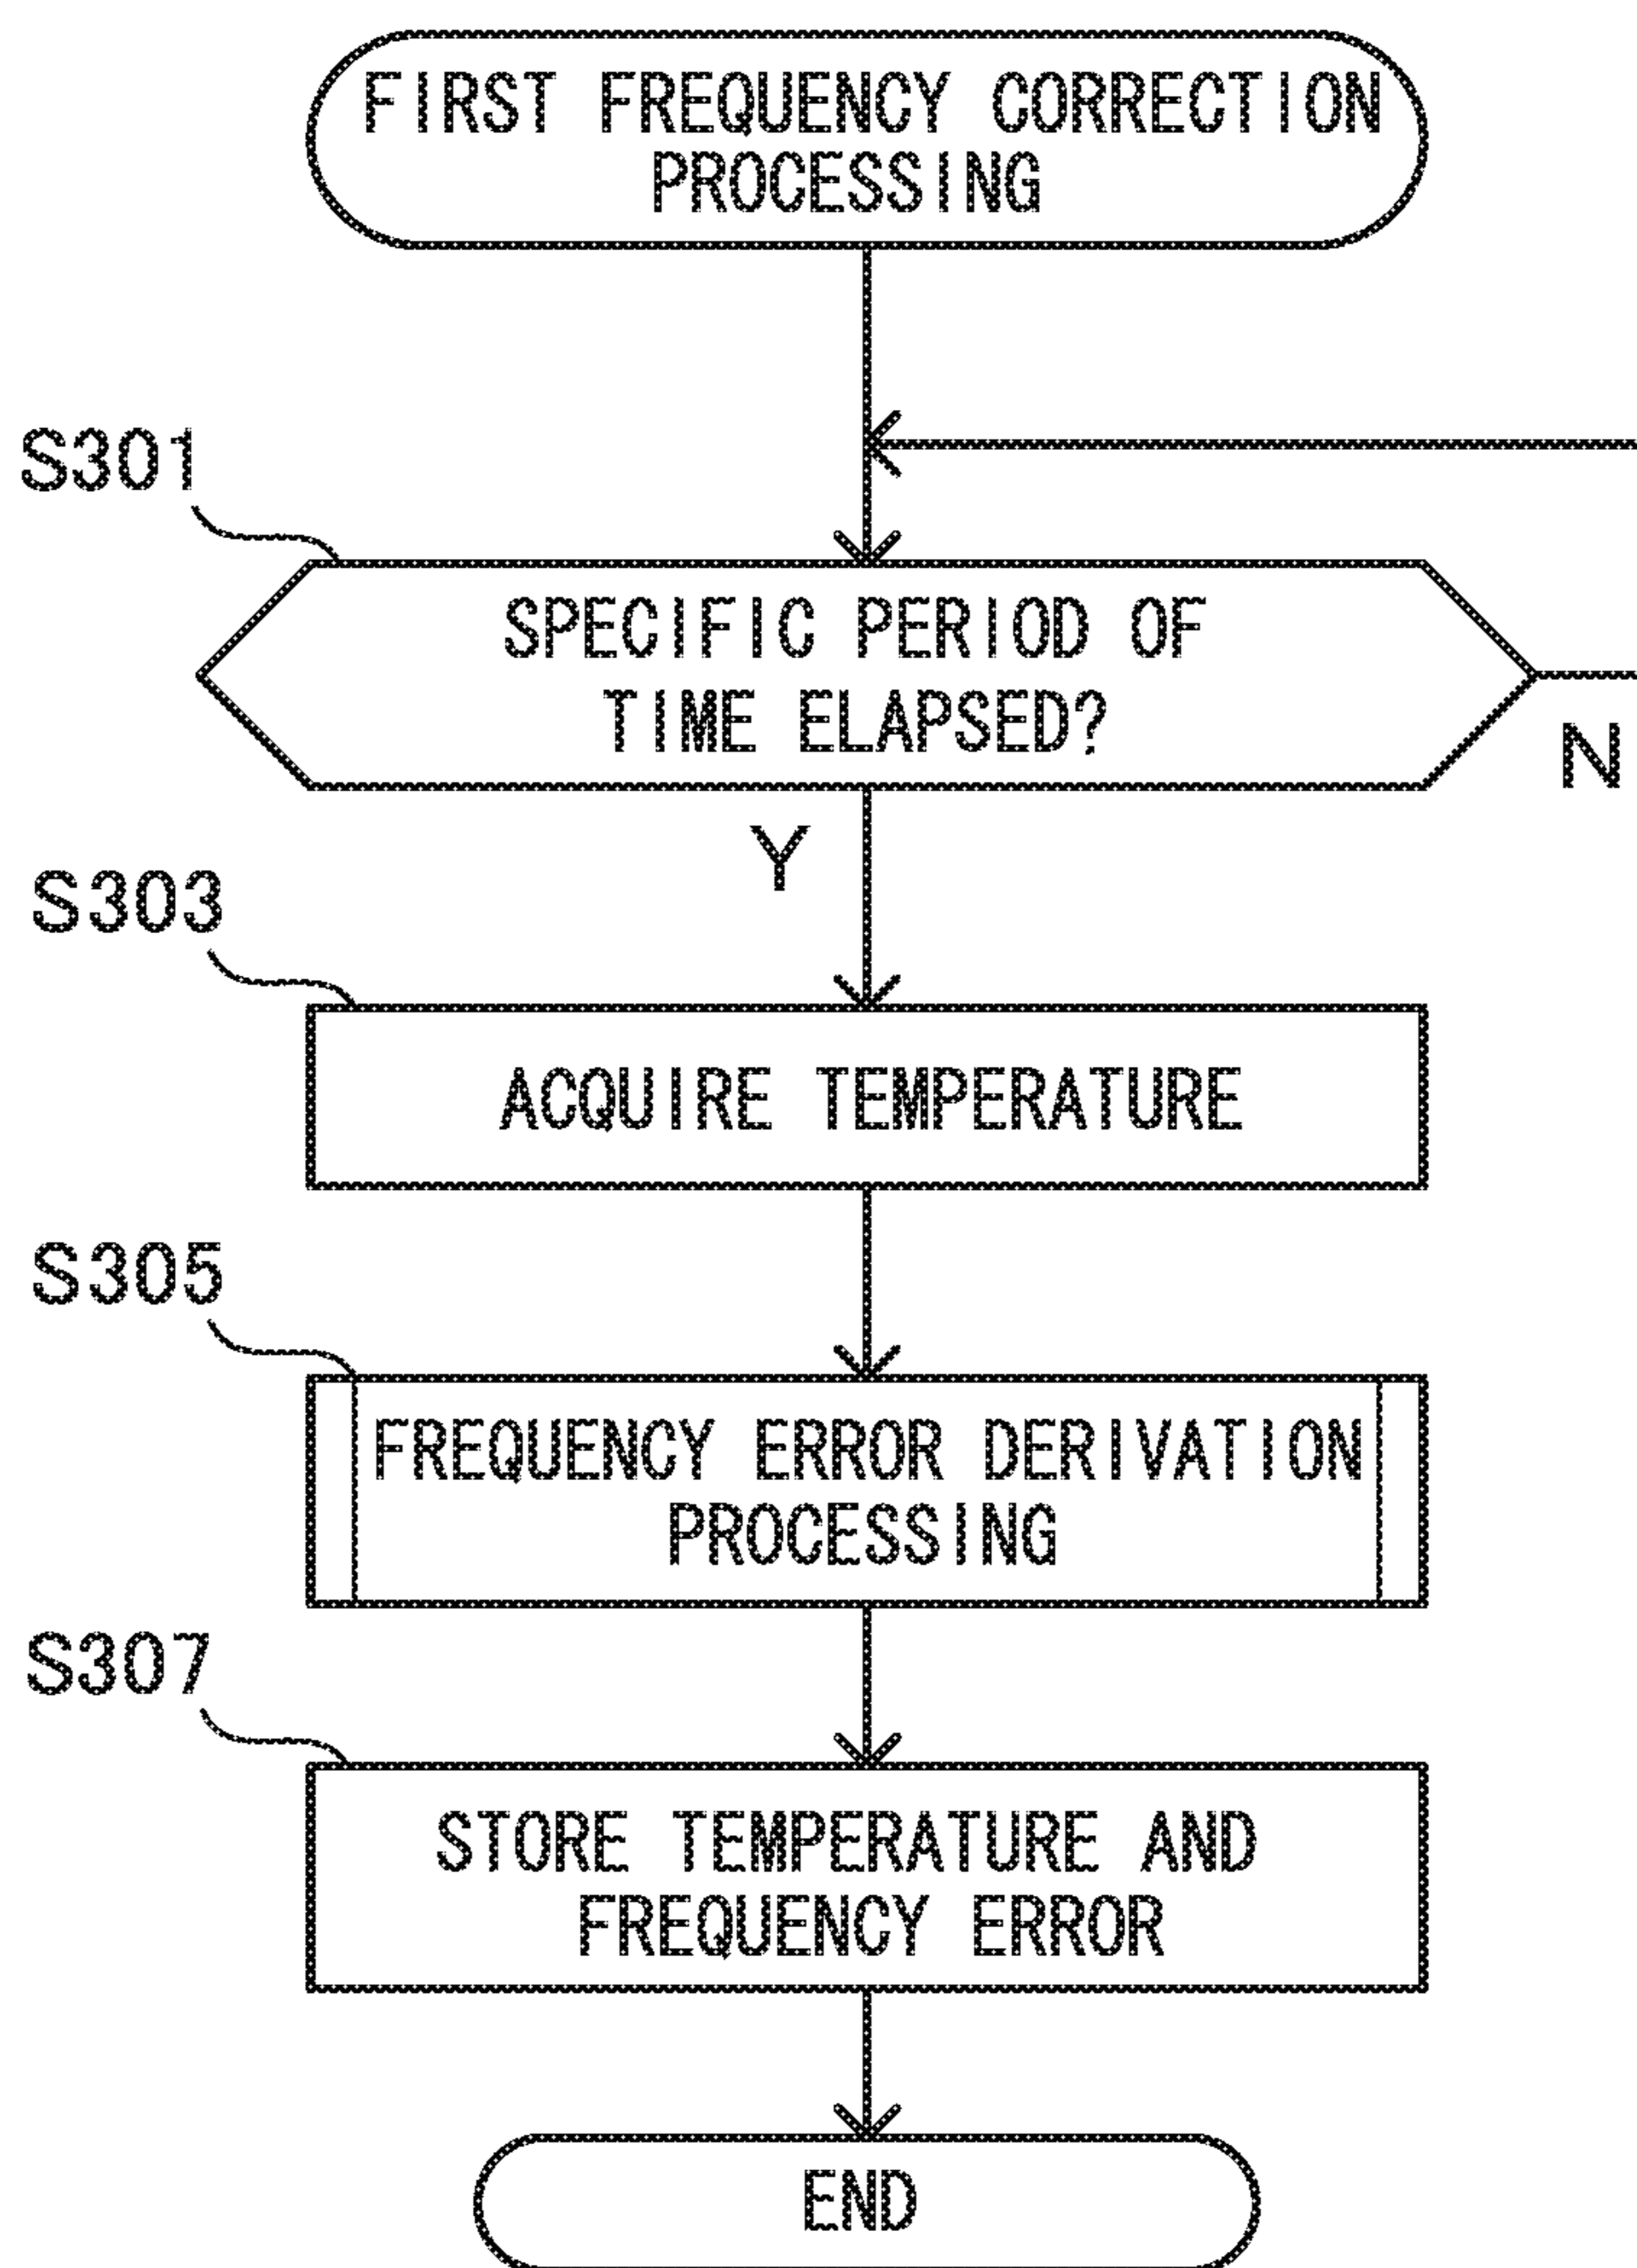 FIRST FREQUENCY CORRECTION
PROCESSING
S301
SPECIFIC PERIOD OF
TIME ELAPSED?
N
Y
S303
ACQUIRE TEMPERATURE
S305
FREQUENCY ERROR DERIVATION
PROCESSING
S307
STORE TEMPERATURE AND
FREQUENCY ERROR
END